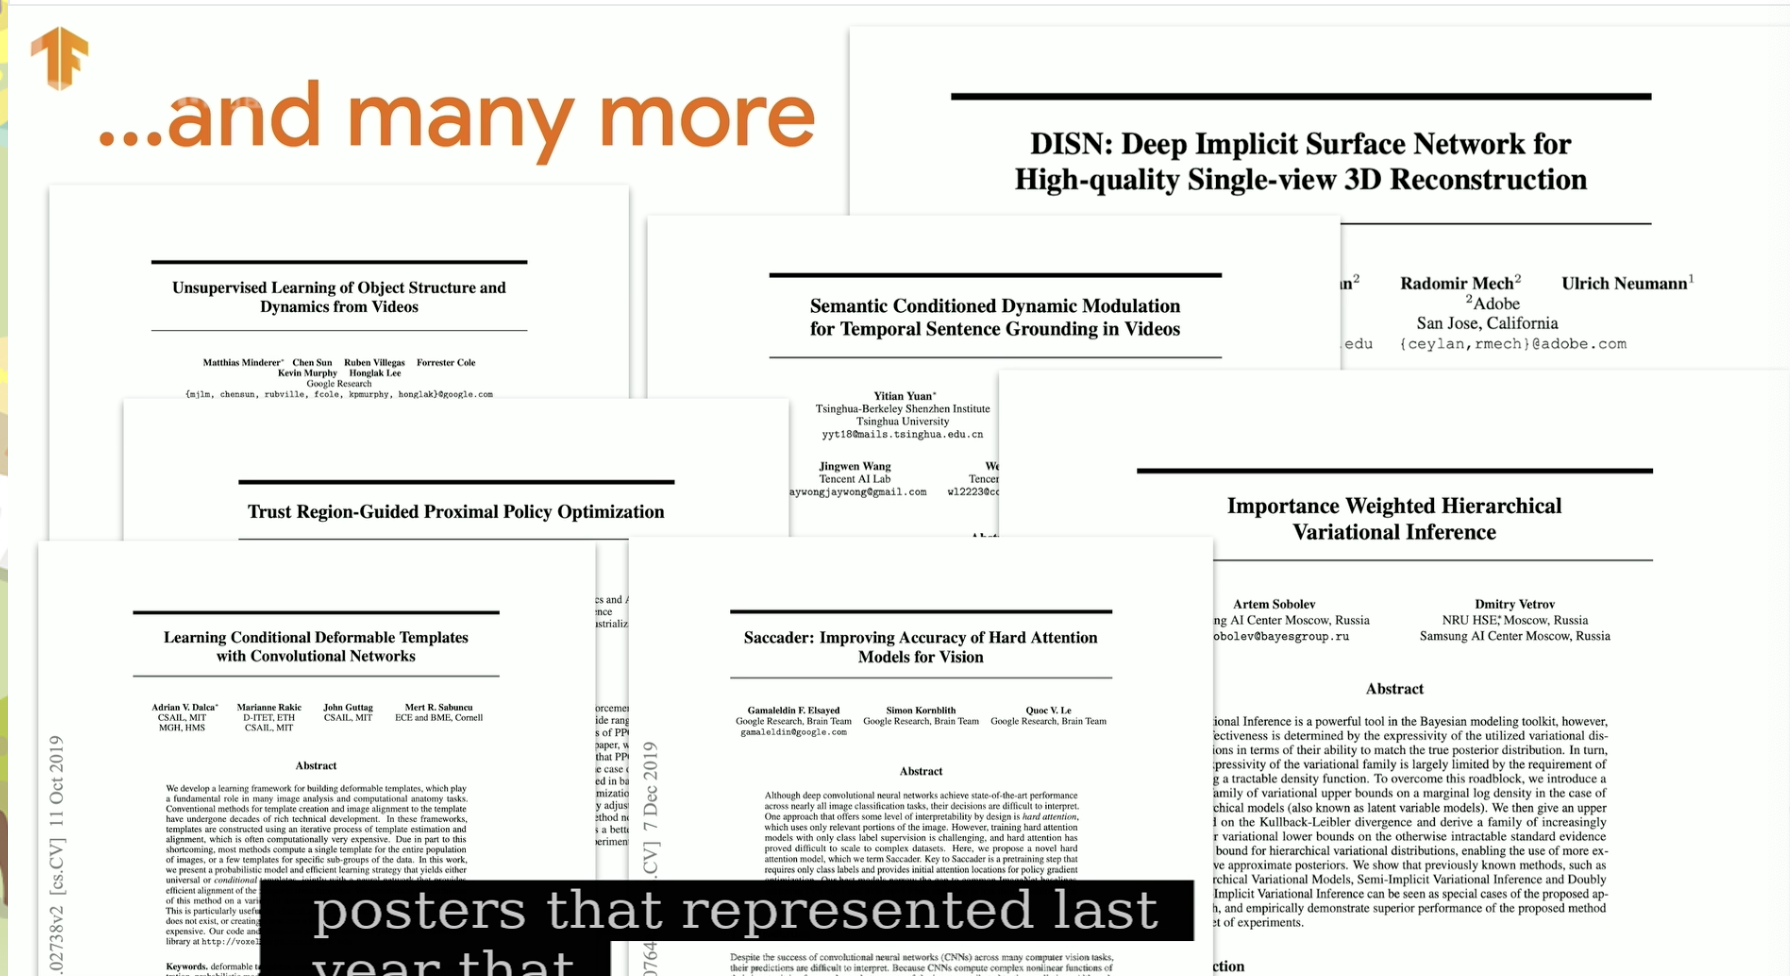 ...and many more
DISN: Deep Implicit Surface Network for
High-quality Single-view 3D Reconstruction
Radomir Mech² Ulrich Neumann¹
²Adobe
San Jose, California
{ceylan,rmech}@adobe.com
Unsupervised Learning of Object Structure and
Dynamics from Videos
Matthias Minderer* Chen Sun Ruben Villegas Forrester Cole
Kevin Murphy Honglak Lee
Google Research
{mjlm, chensun, rubville, fcole, kpmurphy, honglak}@google.com
Semantic Conditioned Dynamic Modulation
for Temporal Sentence Grounding in Videos
Yitian Yuan*
Tsinghua-Berkeley Shenzhen Institute
Tsinghua University
yyt18@mails.tsinghua.edu.cn
Jingwen Wang
Tencent AI Lab
aywongjaywong@gmail.com
Trust Region-Guided Proximal Policy Optimization
Importance Weighted Hierarchical
Variational Inference
Artem Sobolev Dmitry Vetrov
ng AI Center Moscow, Russia NRU HSE,* Moscow, Russia
obolev@bayesgroup.ru Samsung AI Center Moscow, Russia
Abstract
ional Inference is a powerful tool in the Bayesian modeling toolkit, however,
ectiveness is determined by the expressivity of the utilized variational dis-
ions in terms of their ability to match the true posterior distribution. In turn,
pressivity of the variational family is largely limited by the requirement of
g a tractable density function. To overcome this roadblock, we introduce a
amily of variational upper bounds on a marginal log density in the case of
chical models (also known as latent variable models). We then give an upper
on the Kullback-Leibler divergence and derive a family of increasingly
r variational lower bounds on the otherwise intractable standard evidence
bound for hierarchical variational distributions, enabling the use of more ex-
ve approximate posteriors. We show that previously known methods, such as
rchical Variational Models, Semi-Implicit Variational Inference and Doubly
Implicit Variational Inference can be seen as special cases of the proposed ap-
h, and empirically demonstrate superior performance of the proposed method
et of experiments.
ction
Learning Conditional Deformable Templates
with Convolutional Networks
Adrian V. Dalca* Marianne Rakic John Guttag Mert R. Sabuncu
CSAIL, MIT D-ITET, ETH CSAIL, MIT ECE and BME, Cornell
MGH, HMS CSAIL, MIT
Abstract
We develop a learning framework for building deformable templates, which play
a fundamental role in many image analysis and computational anatomy tasks.
Conventional methods for template creation and image alignment to the template
have undergone decades of rich technical development. In these frameworks,
templates are constructed using an iterative process of template estimation and
alignment, which is often computationally very expensive. Due in part to this
shortcoming, most methods compute a single template for the entire population
of images, or a few templates for specific sub-groups of the data. In this work,
we present a probabilistic model and efficient learning strategy that yields either
universal or conditional
efficient alignment of the
of this method on a vari
This is particularly useful
does not exist, or creating
expensive. Our code and
library at http://voxel
Keywords. deformable te
.02738v2 [cs.CV] 11 Oct 2019
Saccader: Improving Accuracy of Hard Attention
Models for Vision
Gamaleldin F. Elsayed Simon Kornblith Quoc V. Le
Google Research, Brain Team Google Research, Brain Team Google Research, Brain Team
gamaleldin@google.com
Abstract
Although deep convolutional neural networks achieve state-of-the-art performance
across nearly all image classification tasks, their decisions are difficult to interpret.
One approach that offers some level of interpretability by design is hard attention,
which uses only relevant portions of the image. However, training hard attention
models with only class label supervision is challenging, and hard attention has
proved difficult to scale to complex datasets. Here, we propose a novel hard
attention model, which we term Saccader. Key to Saccader is a pretraining step that
requires only class labels and provides initial attention locations for policy gradient
Despite the success of convolutional neural networks (CNNs) across many computer vision tasks,
their predictions are difficult to interpret. Because CNNs compute complex nonlinear functions of
.CV] 7 Dec 2019
posters that represented last
year that